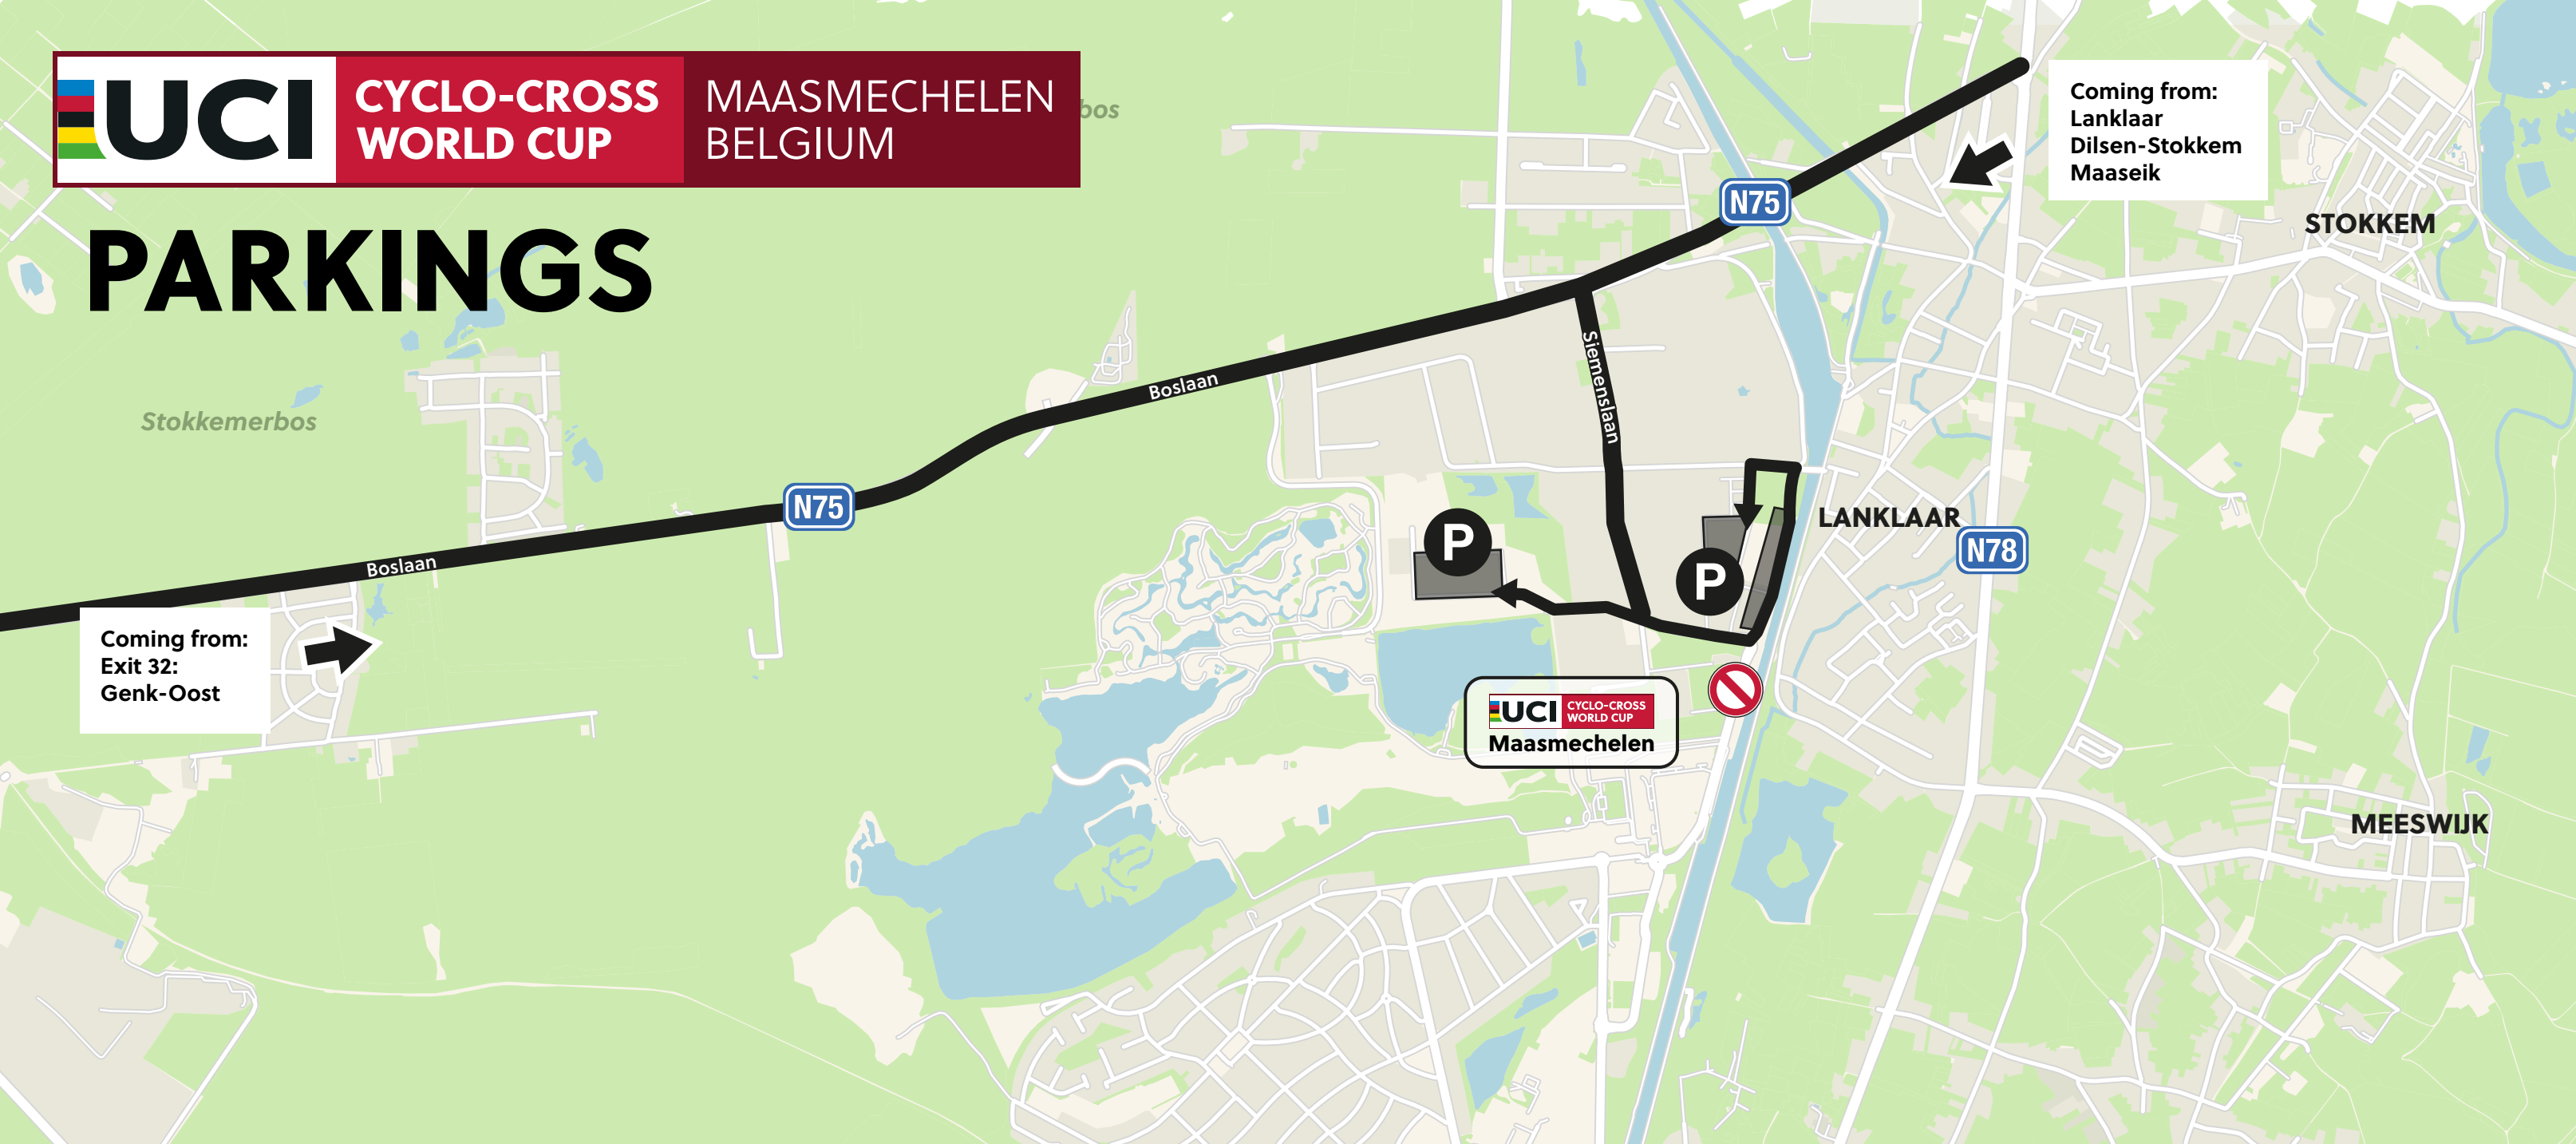 UCI
CYCLO-CROSS
WORLD CUP
MAASMECHELEN
BELGIUM
bos
PARKINGS
Coming from:
Lanklaar
Dilsen-Stokkem
Maaseik
N75
STOKKEM
Siemenslaan
Boslaan
Stokkemerbos
N75
LANKLAAR
N78
P
P
Boslaan
Coming from:
Exit 32:
Genk-Oost
UCI
CYCLO-CROSS
WORLD CUP
Maasmechelen
MEESWIJK